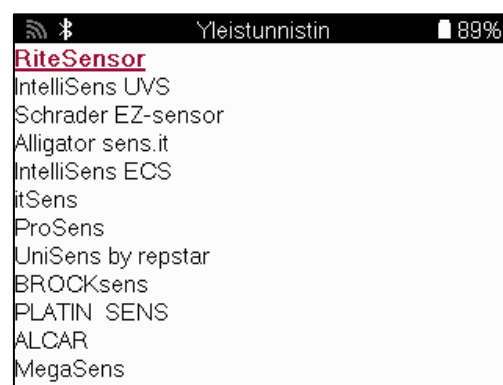 Yleistunnistin 89%
RiteSensor
IntelliSens UVS
Schrader EZ-sensor
Alligator sens.it
IntelliSens ECS
itSens
ProSens
UniSens by repstar
BROCKsens
PLATIN SENS
ALCAR
MegaSens